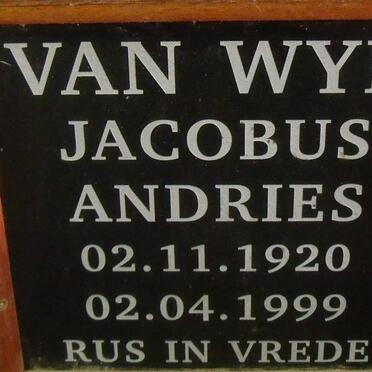 VAN WY
JACOBUS
ANDRIES
02.11.1920
02.04.1999
RUS IN VREDE